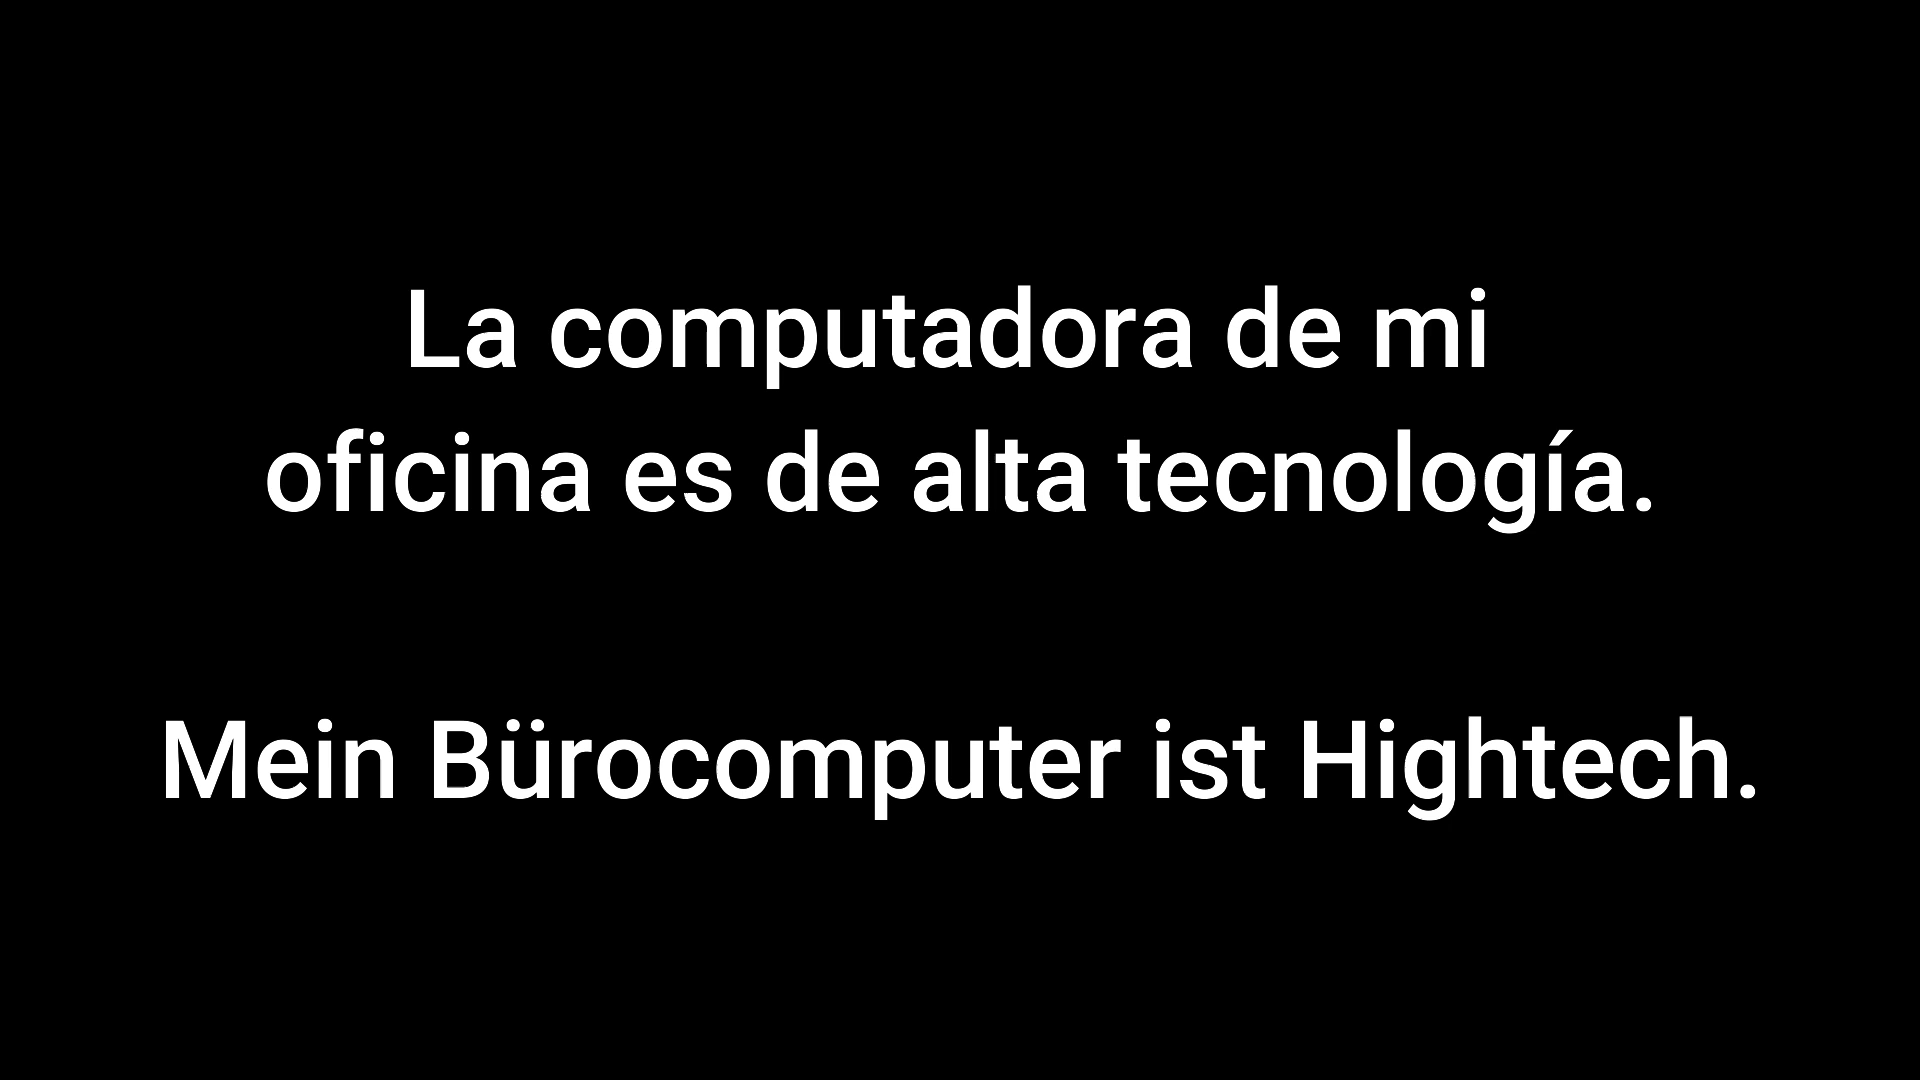 La computadora de mi
oficina es de alta tecnología.
Mein Bürocomputer ist Hightech.